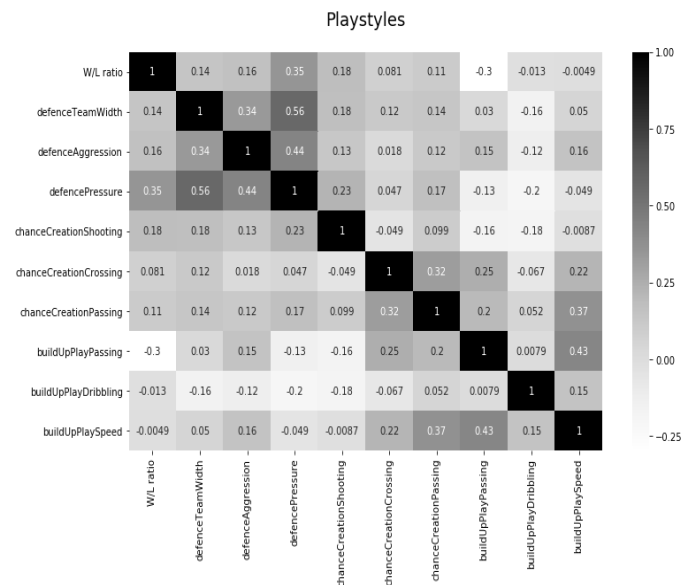 Playstyles
W/L ratio 1 0.14 0.16 0.35 0.18 0.081 0.11 -0.3 -0.013 -0.0049
defenceTeamWidth 0.14 1 0.34 0.56 0.18 0.12 0.14 0.03 -0.16 0.05
defenceAggression 0.16 0.34 1 0.44 0.13 0.018 0.12 0.15 -0.12 0.16
defencePressure 0.35 0.56 0.44 1 0.23 0.047 0.17 -0.13 -0.2 -0.049
chanceCreationShooting 0.18 0.18 0.13 0.23 1 -0.049 0.099 -0.16 -0.18 -0.0087
chanceCreationCrossing 0.081 0.12 0.018 0.047 -0.049 1 0.32 0.25 -0.067 0.22
chanceCreationPassing 0.11 0.14 0.12 0.17 0.099 0.32 1 0.2 0.052 0.37
buildUpPlayPassing -0.3 0.03 0.15 -0.13 -0.16 0.25 0.2 1 0.0079 0.43
buildUpPlayDribbling -0.013 -0.16 -0.12 -0.2 -0.18 -0.067 0.052 0.0079 1 0.15
buildUpPlaySpeed -0.0049 0.05 0.16 -0.049 -0.0087 0.22 0.37 0.43 0.15 1
W/L ratio
defenceTeamWidth
defenceAggression
defencePressure
chanceCreationShooting
chanceCreationCrossing
chanceCreationPassing
buildUpPlayPassing
buildUpPlayDribbling
buildUpPlaySpeed
1.00
0.75
0.50
0.25
0.00
-0.25